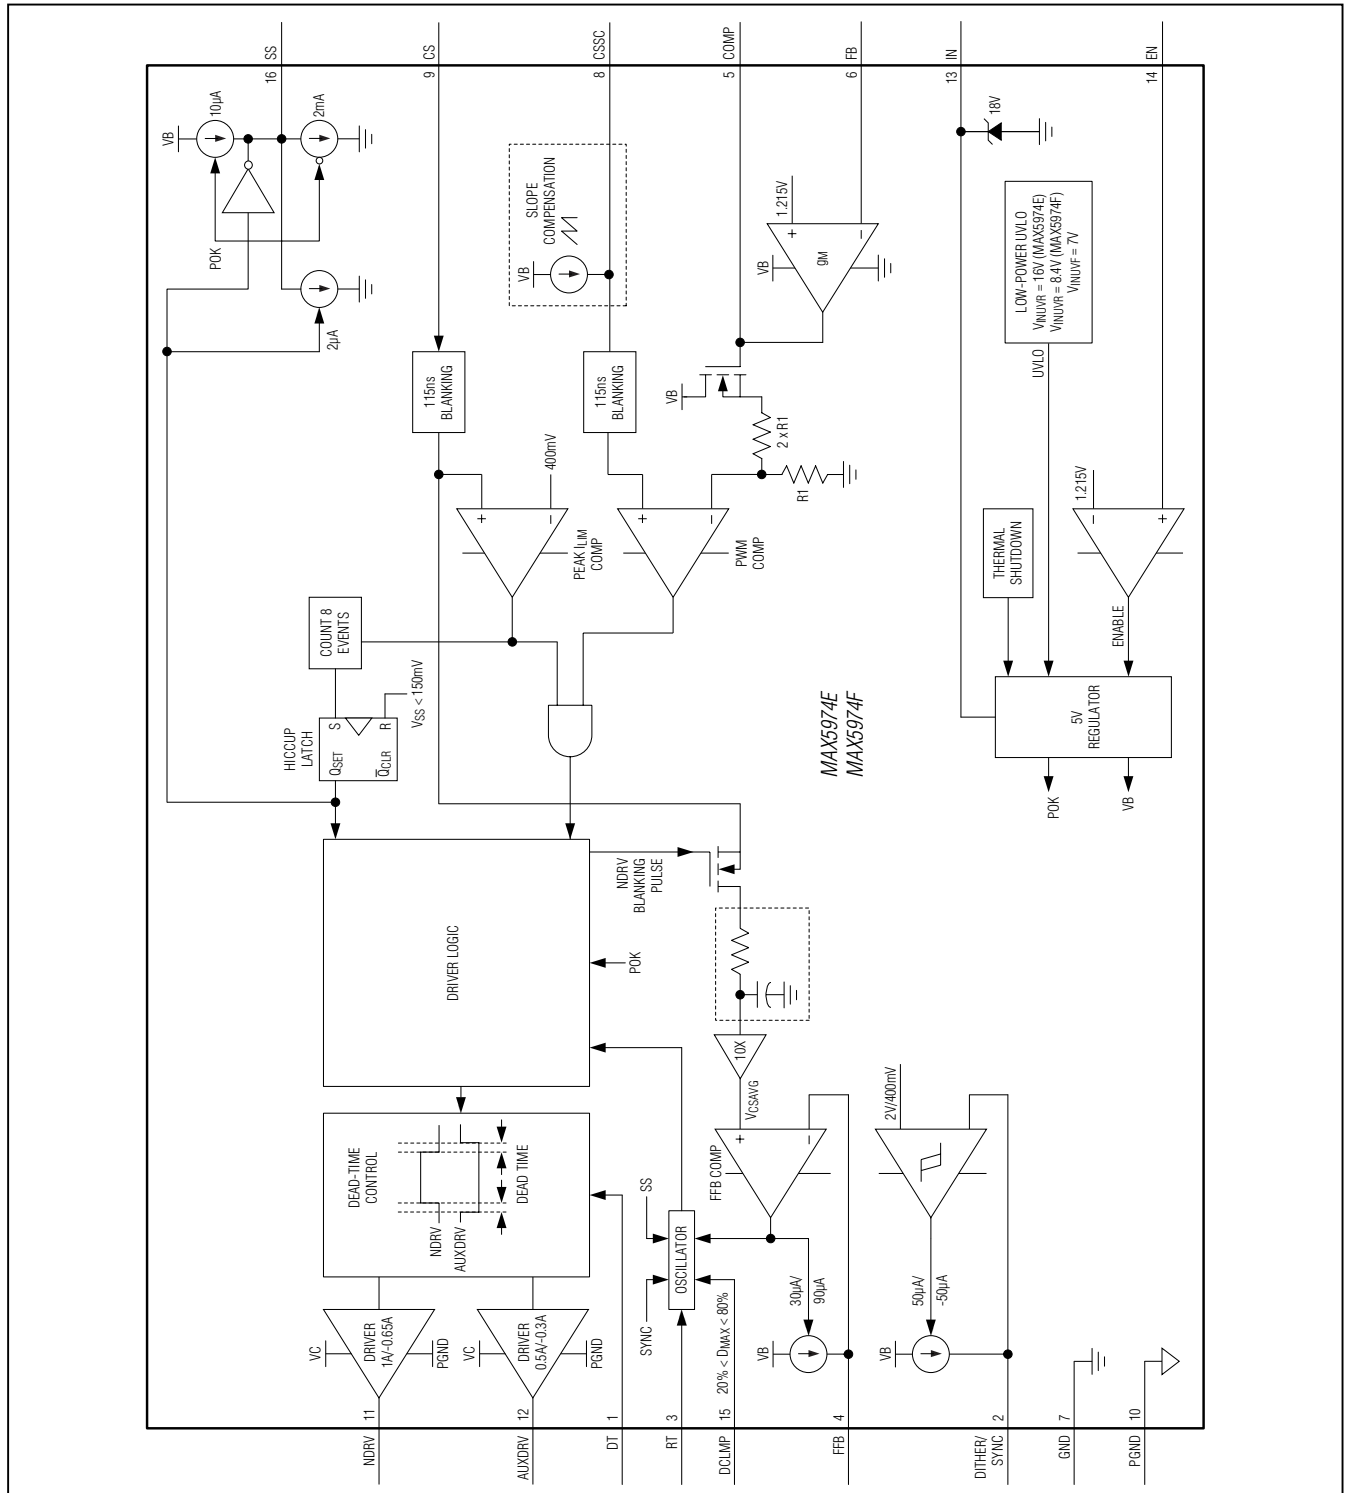 SS
16
CS
9
CSSC
8
COMP
5
FB
6
IN
13
EN
14
VB
10µA
2mA
POK
2µA
SLOPE
COMPENSATION
VB
115ns
BLANKING
115ns
BLANKING
1.215V
+
–
VB
gM
18V
LOW-POWER UVLO
VINUVR = 16V (MAX5974E)
VINUVR = 8.4V (MAX5974F)
VINUVF = 7V
UVLO
VB
2 x R1
R1
400mV
+
–
PEAK ILIM
COMP
+
–
PWM
COMP
1.215V
–
+
THERMAL
SHUTDOWN
ENABLE
COUNT 8
EVENTS
HICCUP
LATCH
S
R
QSET
QCLR
VSS < 150mV
MAX5974E
MAX5974F
5V
REGULATOR
POK
VB
DRIVER LOGIC
NDRV
BLANKING
PULSE
POK
10X
VCSAVG
DEAD-TIME
CONTROL
NDRV
AUXDRV
DEAD TIME
SS
SYNC
OSCILLATOR
FFB COMP
+
–
2V/400mV
30µA/
90µA
50µA/
-50µA
20% < DMAX < 80%
VC
DRIVER
1A/-0.65A
PGND
VC
DRIVER
0.5A/-0.3A
PGND
VB
VB
11
NDRV
12
AUXDRV
1
DT
3
RT
15
DCLMP
4
FFB
2
DITHER/
SYNC
7
GND
10
PGND